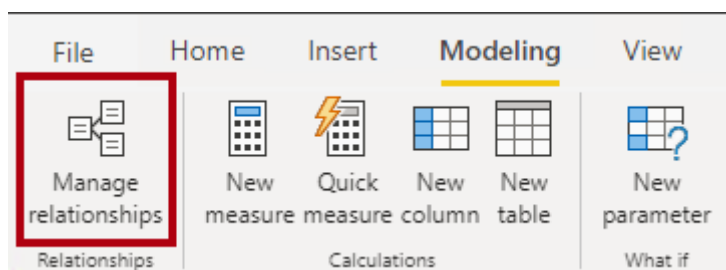 File Home Insert Modeling View
Manage relationships
New measure
Quick measure
New column
New table
New parameter
Relationships Calculations What if